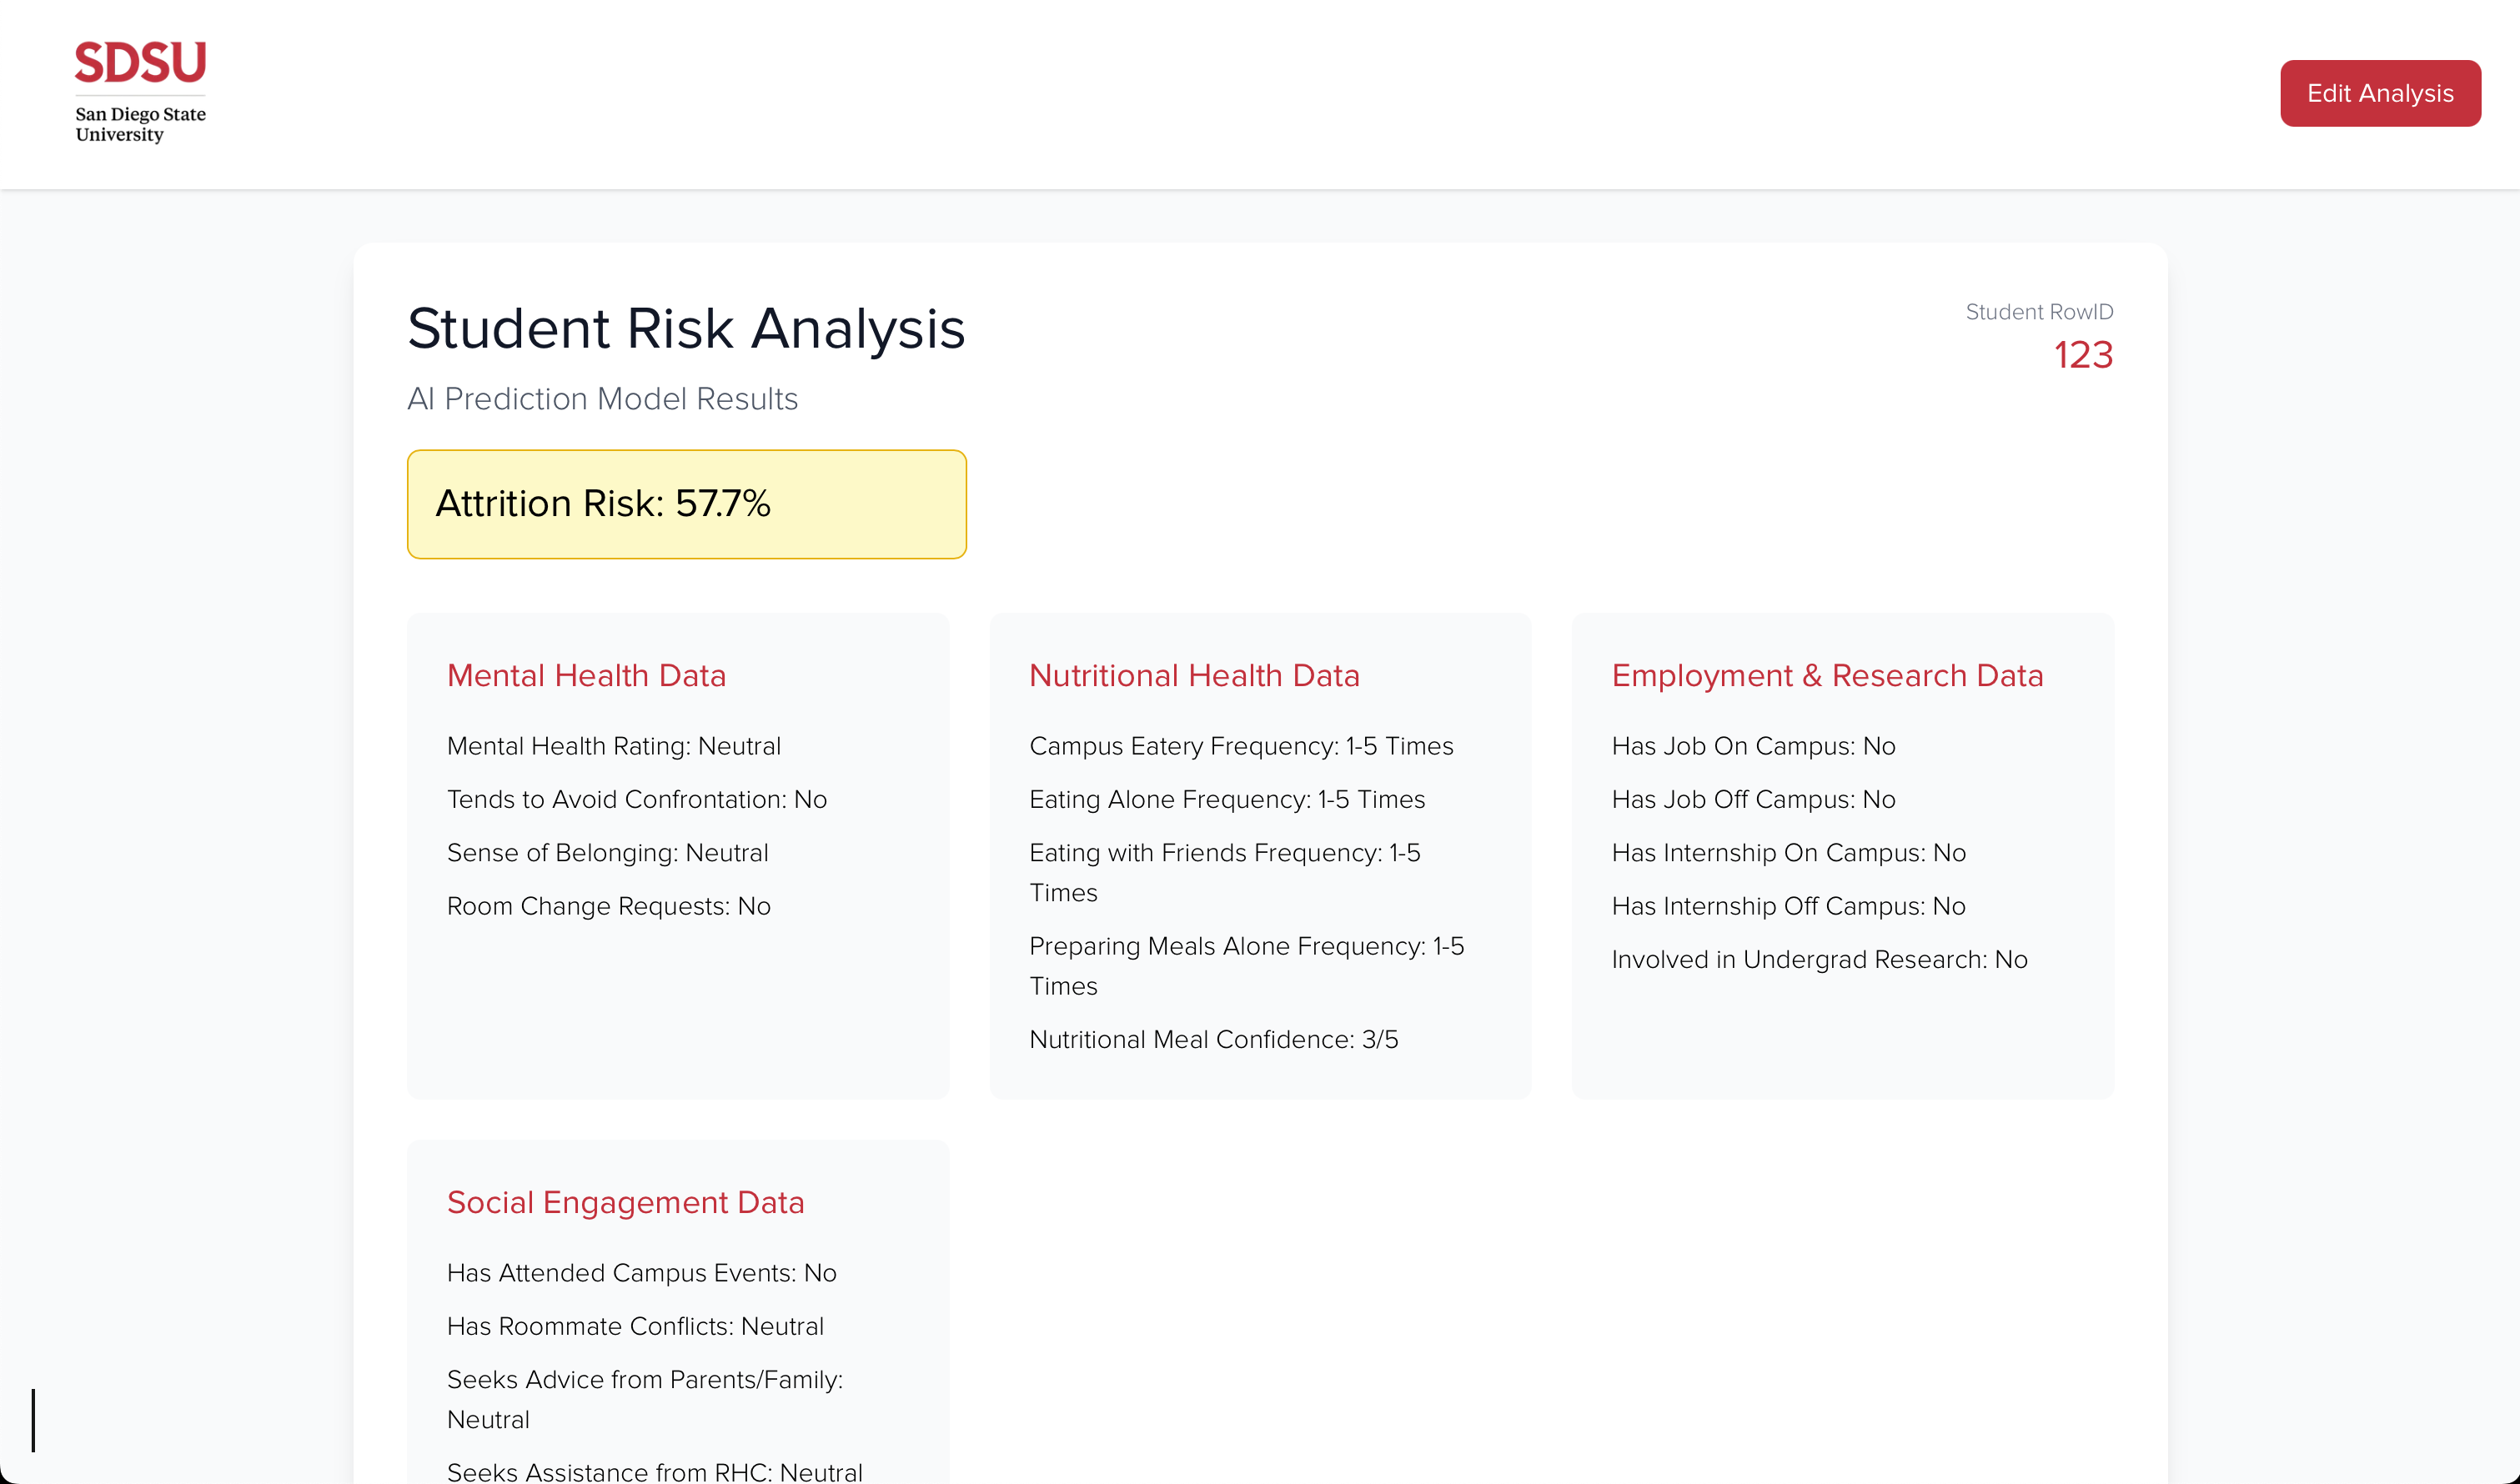 SDSU
San Diego State
University
Edit Analysis
Student Risk Analysis
AI Prediction Model Results
Student RowID
123
Attrition Risk: 57.7%
Mental Health Data
Mental Health Rating: Neutral
Tends to Avoid Confrontation: No
Sense of Belonging: Neutral
Room Change Requests: No
Nutritional Health Data
Campus Eatery Frequency: 1-5 Times
Eating Alone Frequency: 1-5 Times
Eating with Friends Frequency: 1-5
Times
Preparing Meals Alone Frequency: 1-5
Times
Nutritional Meal Confidence: 3/5
Employment & Research Data
Has Job On Campus: No
Has Job Off Campus: No
Has Internship On Campus: No
Has Internship Off Campus: No
Involved in Undergrad Research: No
Social Engagement Data
Has Attended Campus Events: No
Has Roommate Conflicts: Neutral
Seeks Advice from Parents/Family:
Neutral
Seeks Assistance from RHC: Neutral